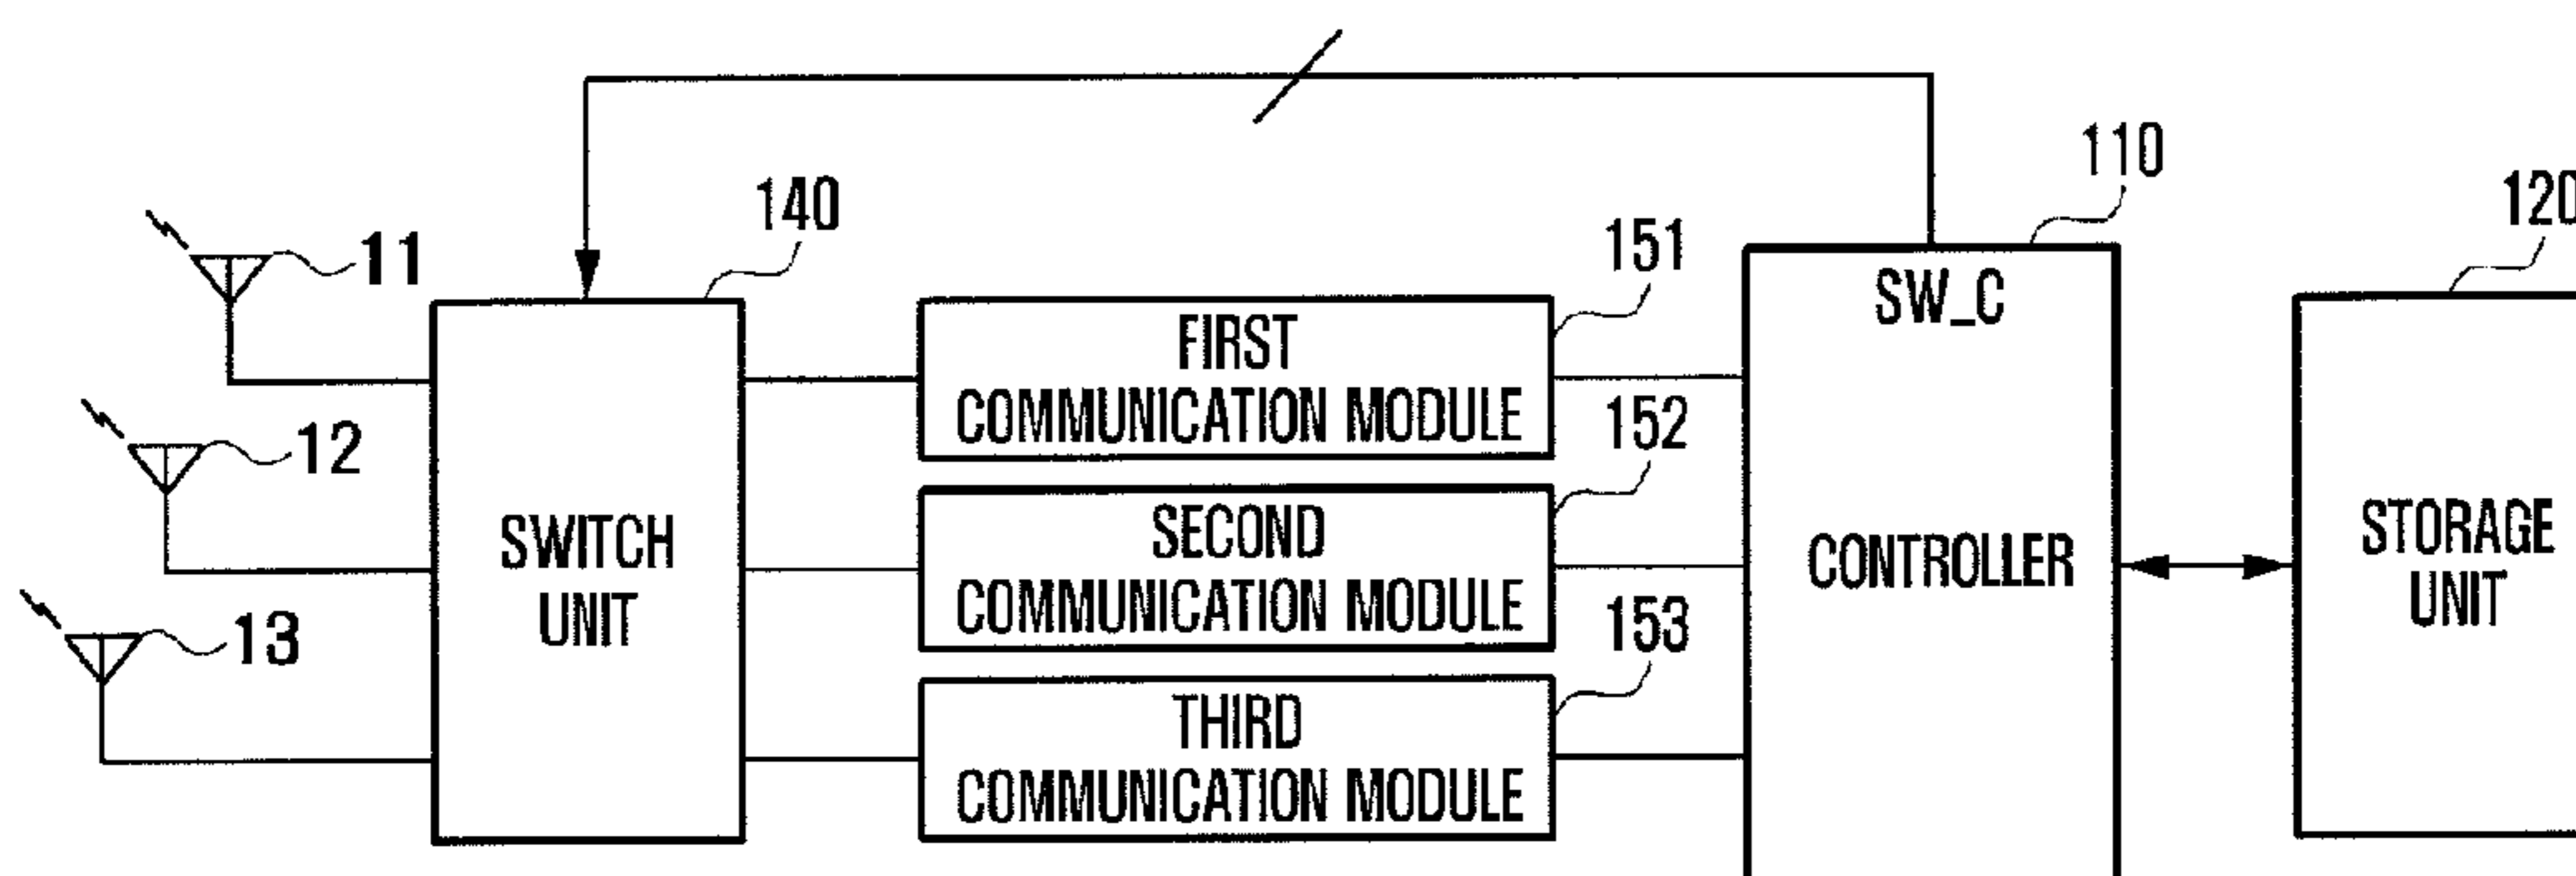 110
120
140
11
151
SW_C
FIRST
COMMUNICATION MODULE
152
12
SECOND
COMMUNICATION MODULE
SWITCH
UNIT
CONTROLLER
STORAGE
UNIT
153
13
THIRD
COMMUNICATION MODULE